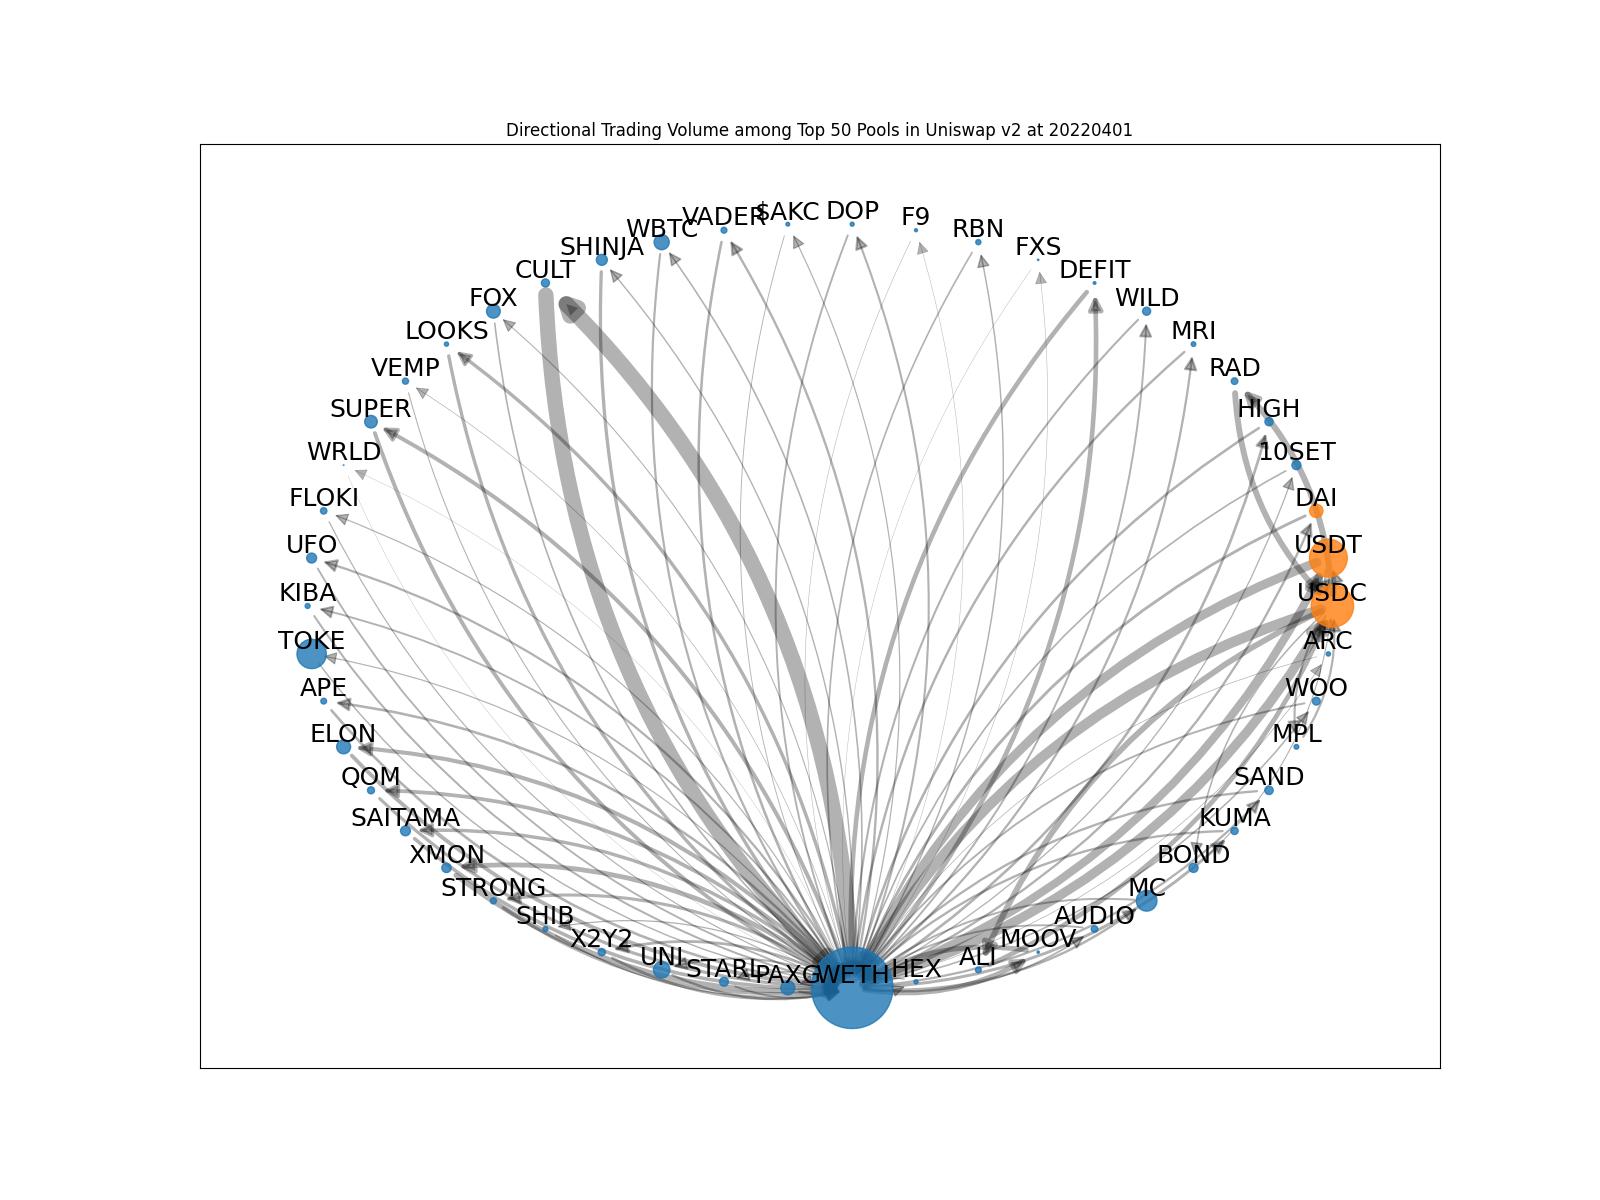 Directional Trading Volume among Top 50 Pools in Uniswap v2 at 20220401
VADER
$AKC
DOP
F9
RBN
WBTC
SHINJA
FXS
CULT
DEFIT
FOX
WILD
LOOKS
MRI
VEMP
RAD
SUPER
HIGH
WRLD
10SET
FLOKI
DAI
UFO
USDT
KIBA
USDC
TOKE
ARC
APE
WOO
ELON
MPL
QOM
SAND
SAITAMA
KUMA
XMON
BOND
STRONG
MC
SHIB
AUDIO
X2Y2
MOOV
UNI
ALI
STARL
HEX
PAXG
WETH